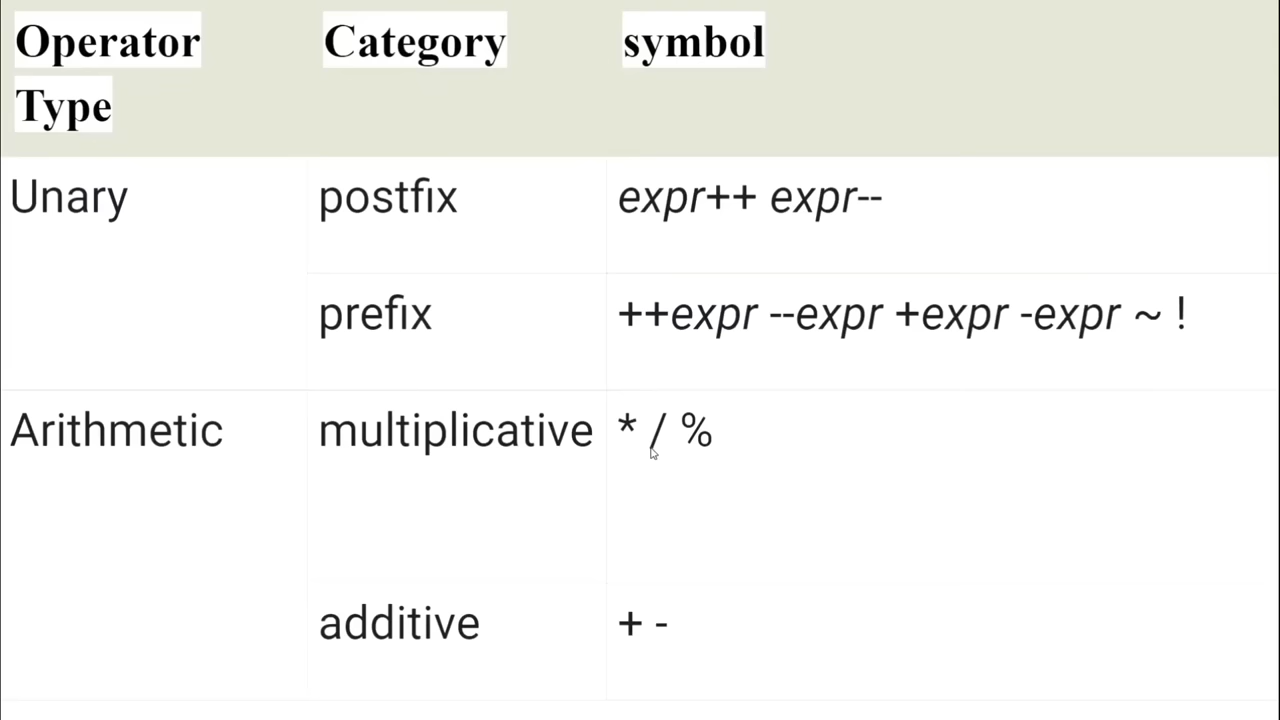 Operator Category symbol
Type
Unary postfix expr++ expr--
prefix ++expr --expr +expr -expr ~ !
Arithmetic multiplicative * / %
additive + -